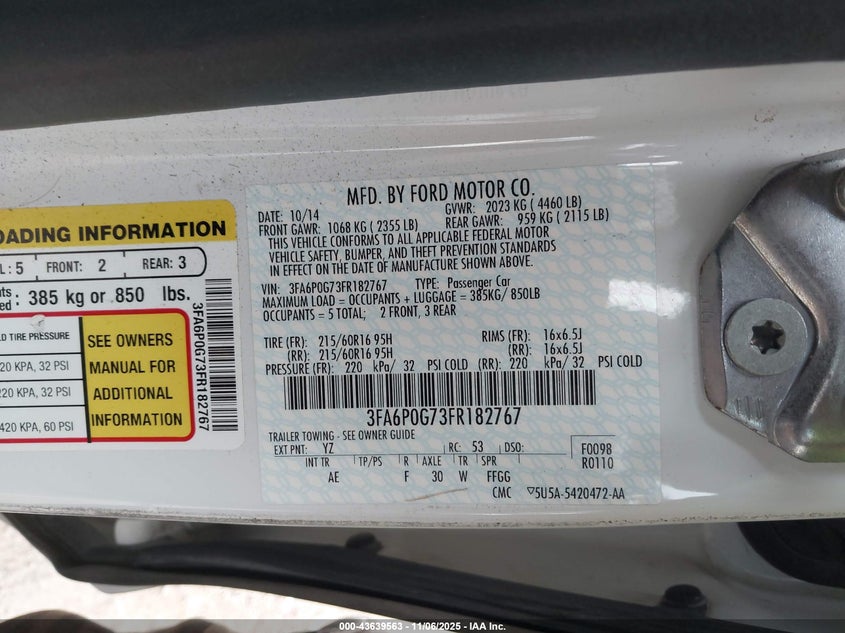 OADING INFORMATION
L : 5 FRONT: 2 REAR: 3
: 385 kg or 850 lbs.
LD TIRE PRESSURE
20 KPA, 32 PSI
220 KPA, 32 PSI
420 KPA, 60 PSI
SEE OWNERS
MANUAL FOR
ADDITIONAL
INFORMATION
3FA6P0G73FR182767
MFD. BY FORD MOTOR CO.
DATE: 10/14 GVWR: 2023 KG ( 4460 LB)
FRONT GAWR: 1068 KG ( 2355 LB) REAR GAWR: 959 KG ( 2115 LB)
THIS VEHICLE CONFORMS TO ALL APPLICABLE FEDERAL MOTOR
VEHICLE SAFETY, BUMPER, AND THEFT PREVENTION STANDARDS
IN EFFECT ON THE DATE OF MANUFACTURE SHOWN ABOVE.
VIN: 3FA6P0G73FR182767 TYPE: Passenger Car
MAXIMUM LOAD = OCCUPANTS + LUGGAGE = 385KG/ 850LB
OCCUPANTS = 5 TOTAL; 2 FRONT, 3 REAR
TIRE (FR): 215/60R16 95H RIMS (FR): 16x6.5J
(RR): 215/60R16 95H (RR): 16x6.5J
PRESSURE (FR): 220 kPa/ 32 PSI COLD (RR): 220 kPa/ 32 PSI COLD
3FA6P0G73FR182767
TRAILER TOWING - SEE OWNER GUIDE
EXT PNT: YZ RC: 53 DSO: F0098
INT TR TP/PS R AXLE TR SPR R0110
AE F 30 W FFGG
CMC ▽5U5A-5420472-AA
000-43639563 - 11/06/2025 - IAA Inc.